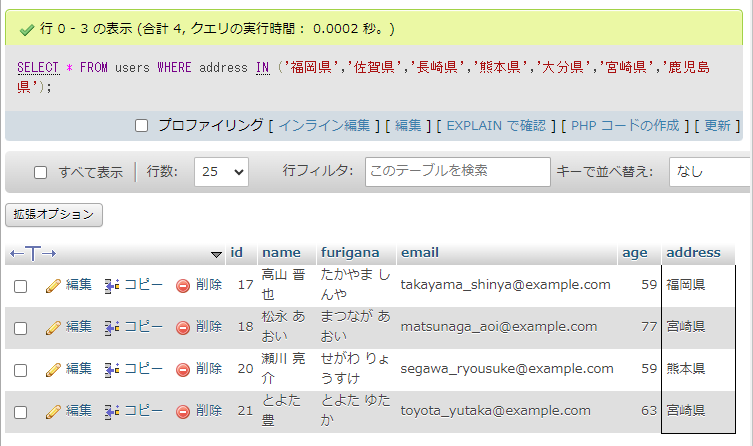 行 0 - 3 の表示 (合計 4, クエリの実行時間： 0.0002 秒。)
SELECT * FROM users WHERE address IN ('福岡県','佐賀県','長崎県','熊本県','大分県','宮崎県','鹿児島
県');
プロファイリング [ インライン編集 ] [ 編集 ] [ EXPLAIN で確認 ] [ PHP コードの作成 ] [ 更新 ]
すべて表示 行数: 25 行フィルタ: このテーブルを検索 キーで並べ替え: なし
拡張オプション
←T→ id name furigana email age address
編集 コピー 削除 17 高山 晋也 たかやま しんや takayama_shinya@example.com 59 福岡県
編集 コピー 削除 18 松永 あおい まつなが あおい matsunaga_aoi@example.com 77 宮崎県
編集 コピー 削除 20 瀬川 亮介 せがわ りょうすけ segawa_ryousuke@example.com 59 熊本県
編集 コピー 削除 21 とよた 豊 とよた ゆたか toyota_yutaka@example.com 63 宮崎県